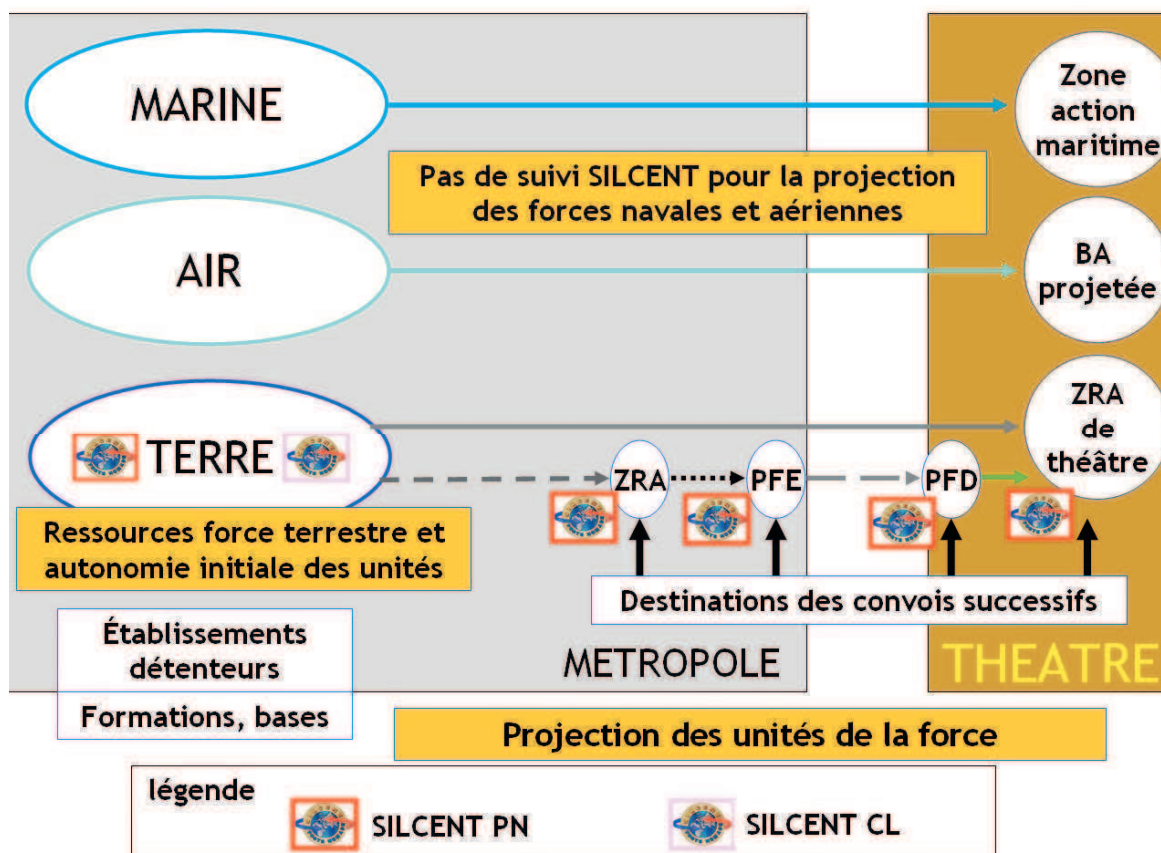 MARINE
Zone
action
maritime
Pas de suivi SILCENT pour la projection
des forces navales et aériennes
AIR
BA
projetée
TERRE
ZRA
de
théâtre
ZRA
PFE
PFD
Ressources force terrestre et
autonomie initiale des unités
Destinations des convois successifs
Établissements
détenteurs
Formations, bases
METROPOLE
THEATRE
Projection des unités de la force
légende
SILCENT PN
SILCENT CL